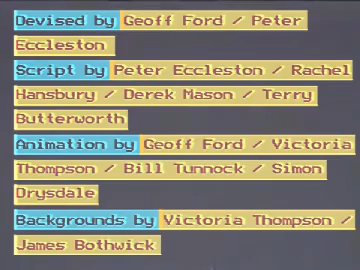 Devised by Geoff Ford / Peter
Eccleston
Script by Peter Eccleston / Rachel
Hansbury / Derek Mason / Terry
Butterworth
Animation by Geoff Ford / Victoria
Thompson / Bill Tunnock / Simon
Drysdale
Backgrounds by Victoria Thompson /
James Bothwick